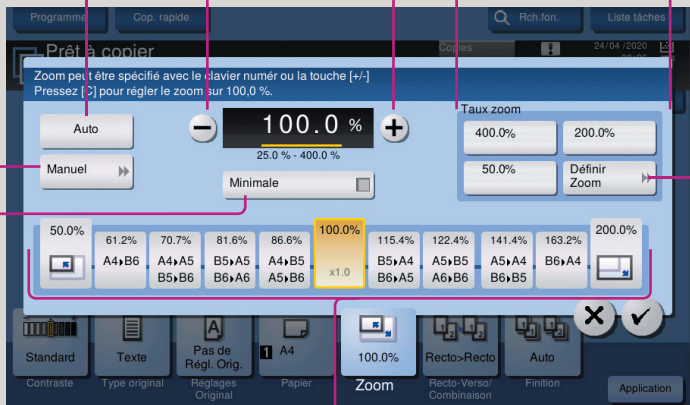 Programme
Cop. rapide
Rch.fon.
Liste tâches
Prêt à copier
Copies
24/04 /2020
Zoom peut être spécifié avec le clavier numér ou la touche [+/-]
Pressez [C] pour régler le zoom sur 100,0 %.
Auto
−
100.0 %
+
25.0 % - 400.0 %
Manuel
Minimale
Taux zoom
400.0%
200.0%
50.0%
Définir
Zoom
50.0%
61.2%
A4▸B6
70.7%
A4▸A5
B5▸B6
81.6%
B5▸A5
B6▸A6
86.6%
A4▸B5
A5▸B6
100.0%
x1.0
115.4%
B5▸A4
B6▸A5
122.4%
A5▸B5
A6▸B6
141.4%
A5▸A4
B6▸B5
163.2%
B6▸A4
200.0%
Standard
Texte
Pas de
Régl. Orig.
1 A4
100.0%
Recto>Recto
Auto
Contraste
Type original
Réglages
Original
Papier
Zoom
Recto-Verso/
Combinaison
Finition
Application